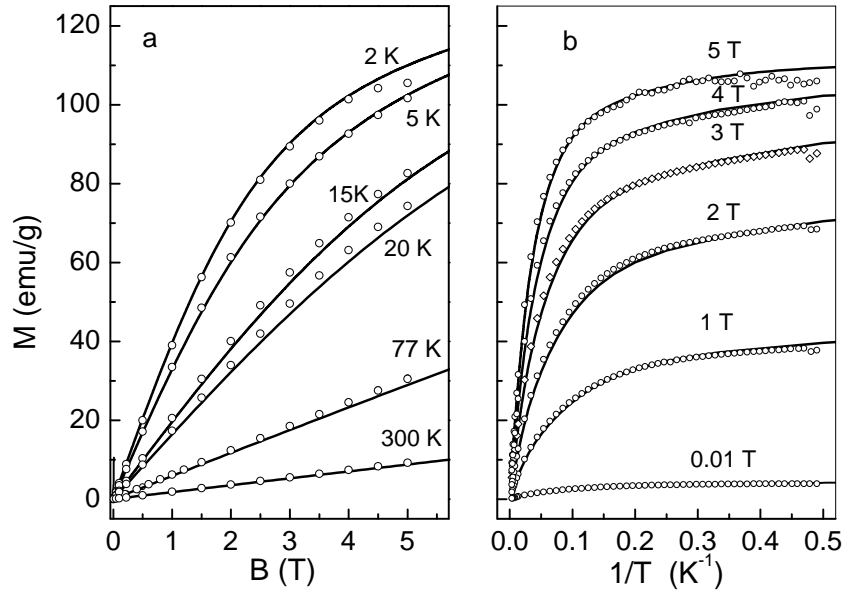 a
2 K
5 K
15K
20 K
77 K
300 K
120
100
80
60
40
20
0
M (emu/g)
0
1
2
3
4
5
B (T)
b
5 T
4 T
3 T
2 T
1 T
0.01 T
0.0
0.1
0.2
0.3
0.4
0.5
1/T (K⁻¹)